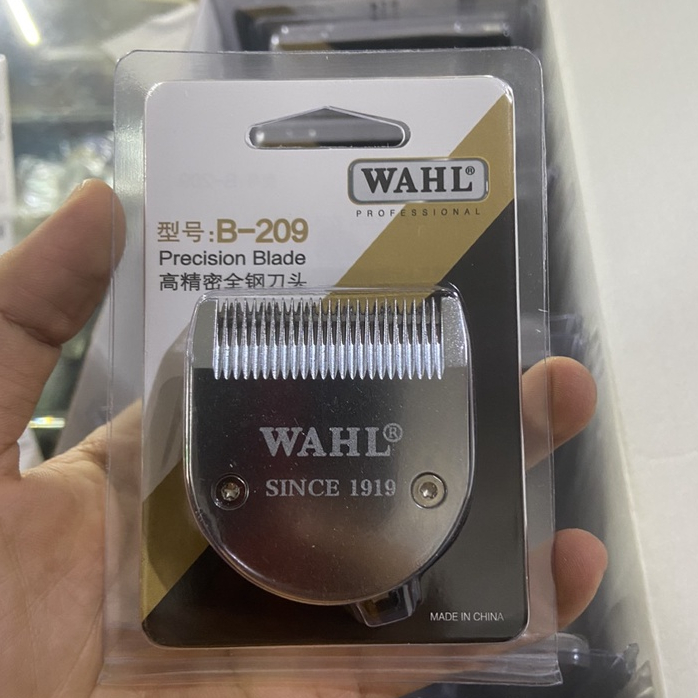 WAHL®
PROFESSIONAL
型号:B-209
Precision Blade
高精密全钢刀头
WAHL®
SINCE 1919
MADE IN CHINA